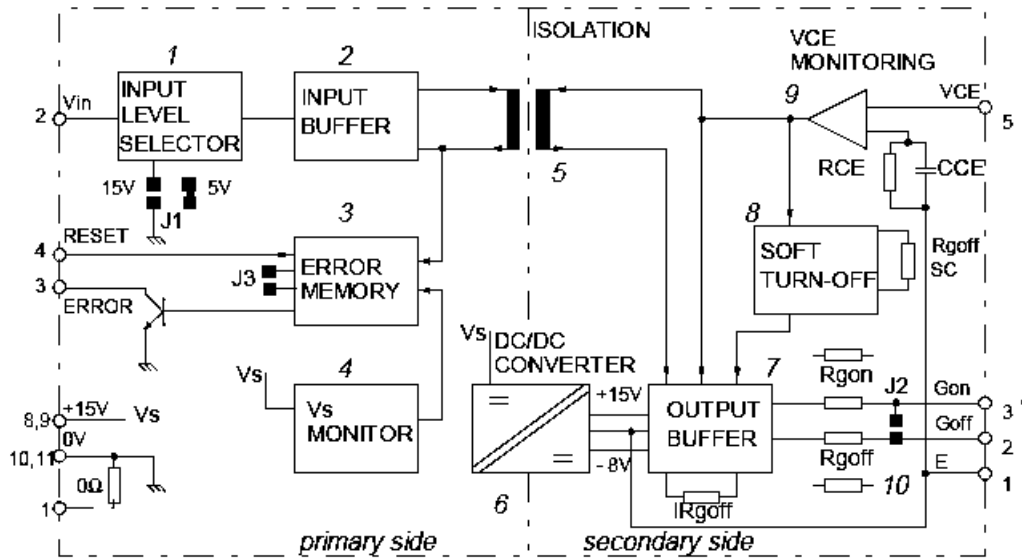 ISOLATION
VCE
MONITORING
1
2
9
Vin
2
INPUT
LEVEL
SELECTOR
INPUT
BUFFER
VCE
5
5
RCE
CCE
15V
5V
J1
3
8
RESET
4
3
ERROR
J3
ERROR
MEMORY
SOFT
TURN-OFF
Rgoff
SC
Vs
DC/DC
CONVERTER
4
Vs
Vs
MONITOR
7
Rgon
J2
Gon
3
+15V
OUTPUT
BUFFER
Goff
2
Rgoff
-8V
E
1
10
6
IRgoff
8,9
+15V
Vs
0V
10,11
0Ω
1
primary side
secondary side